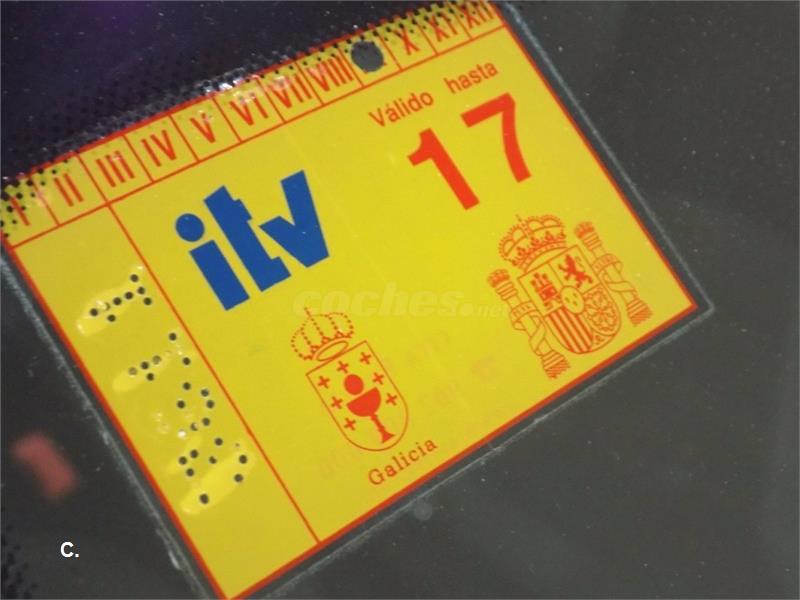 I II III IV V VI VII VIII X XI XII
Válido hasta
17
itv
coches.net
Galicia
C.